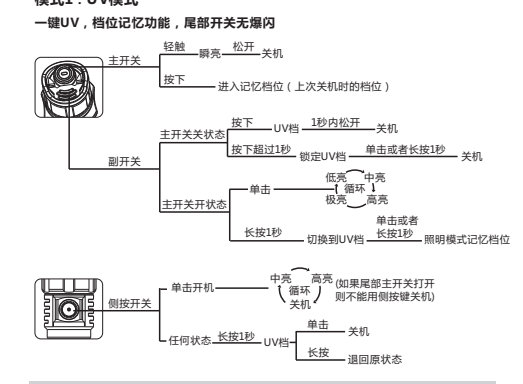 模式1：UV模式
一键UV，档位记忆功能，尾部开关无爆闪
主开关
轻触
瞬亮
松开
关机
按下
进入记忆档位（上次关机时的档位）
副开关
主开关关状态
按下
UV档
1秒内松开
关机
按下超过1秒
锁定UV档
单击或者长按1秒
关机
主开关开状态
单击
低亮
中亮
循环
极亮
高亮
长按1秒
切换到UV档
单击或者
长按1秒
照明模式记忆档位
侧按开关
单击开机
中亮
高亮
循环
关机
(如果尾部主开关打开
则不能用侧按键关机)
任何状态
长按1秒
UV档
单击
关机
长按
退回原状态